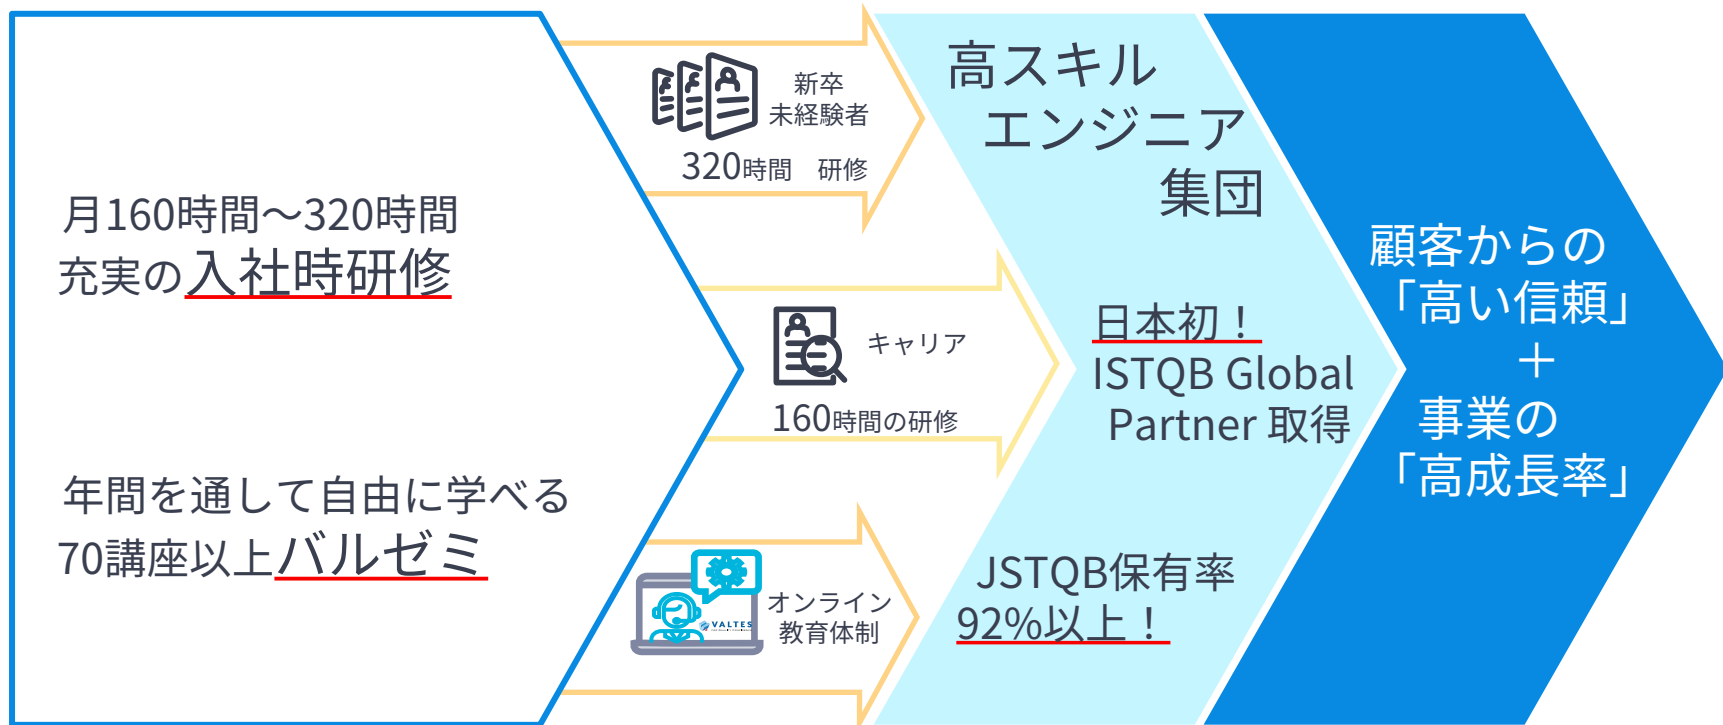 月160時間～320時間
充実の入社時研修
年間を通して自由に学べる
70講座以上バルゼミ
新卒
未経験者
320時間　研修
キャリア
160時間の研修
VALTES
オンライン
教育体制
高スキル
エンジニア
集団
日本初！
ISTQB Global
Partner 取得
JSTQB保有率
92%以上！
顧客からの
「高い信頼」
＋
事業の
「高成長率」